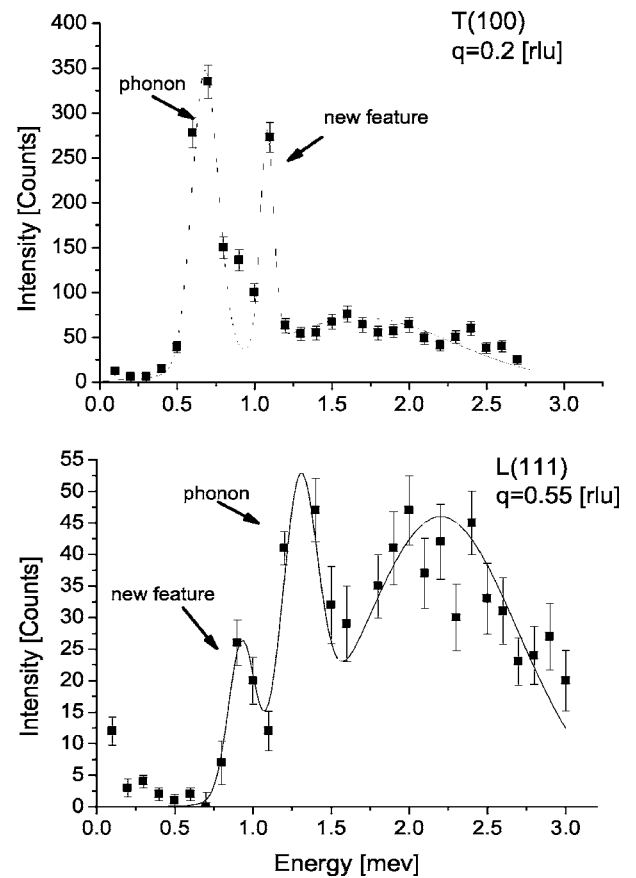 T(100)
q=0.2 [rlu]
phonon
new feature
Intensity [Counts]
400
350
300
250
200
150
100
50
0
0.0 0.5 1.0 1.5 2.0 2.5 3.0
L(111)
q=0.55 [rlu]
phonon
new feature
Intensity [Counts]
55
50
45
40
35
30
25
20
15
10
5
0
0.0 0.5 1.0 1.5 2.0 2.5 3.0
Energy [mev]